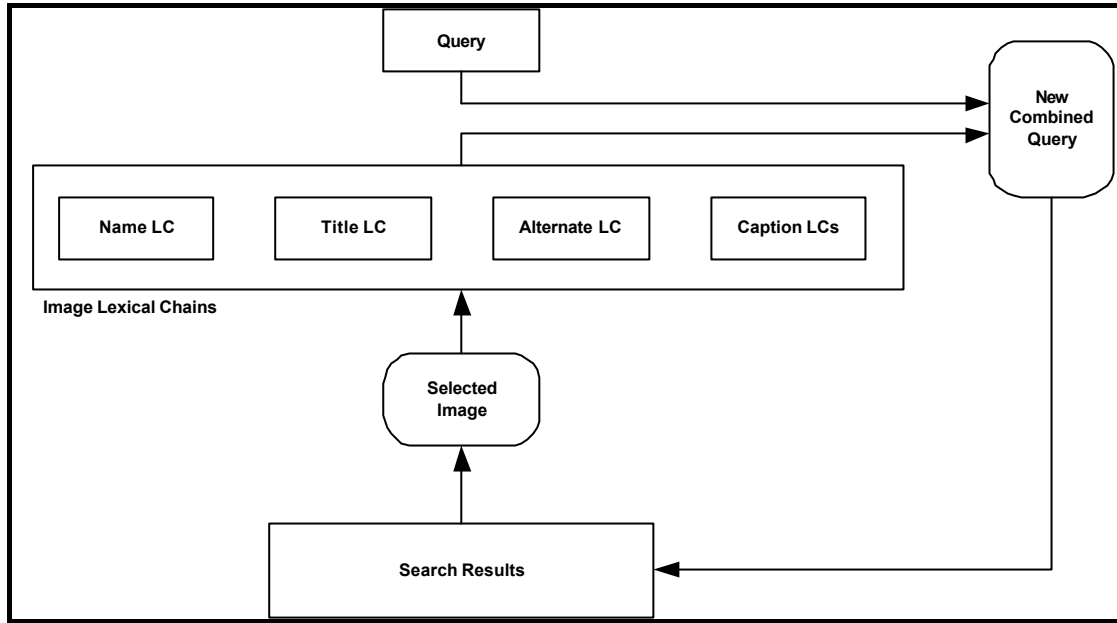 Query
New
Combined
Query
Name LC
Title LC
Alternate LC
Caption LCs
Image Lexical Chains
Selected
Image
Search Results